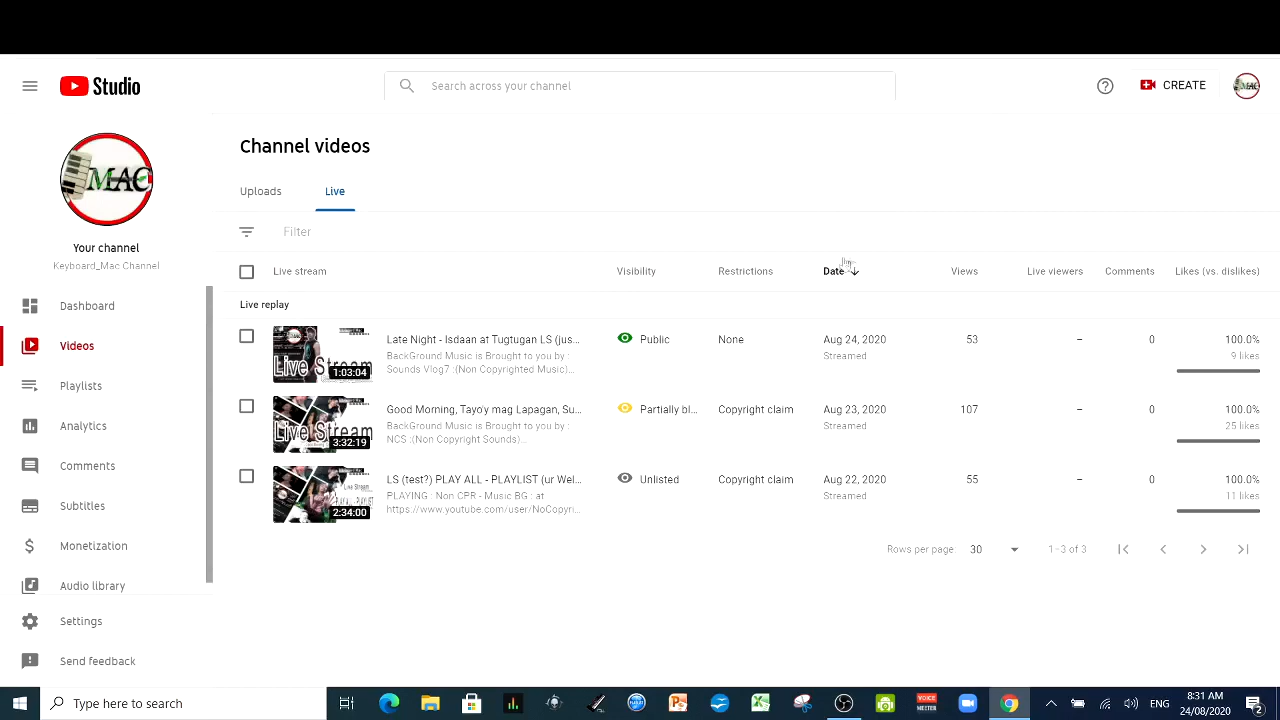 Studio
Search across your channel
CREATE
MAC
Your channel
Keyboard_Mac Channel
Dashboard
Videos
Playlists
Analytics
Comments
Subtitles
Monetization
Audio library
Settings
Send feedback
Channel videos
Uploads Live
Filter
Live stream Visibility Restrictions Date Views Live viewers Comments Likes (vs. dislikes)
Live replay
Live Stream
1:03:04
Late Night - Isdaan at Tugtugan LS (jus... Public None Aug 24, 2020 53 – 0 100.0%
BackGround Music is Brought to you by : Streamed 9 likes
Sounds Vlog7 :(Non Copyrighted Music)...
Live Stream
3:32:19
Good Morning, Tayo'y mag Lapagan, Su... Partially bl... Copyright claim Aug 23, 2020 107 – 0 100.0%
BackGround Music is Brought to you by : Streamed 25 likes
NCS :(Non Copyright Sounds)...
2:34:00
LS (test?) PLAY ALL - PLAYLIST (ur Wel... Unlisted Copyright claim Aug 22, 2020 55 – 0 100.0%
PLAYING : Non CPR - Music BG : at Streamed 11 likes
https://www.youtube.com/user/NoCopyri...
Rows per page: 30 1–3 of 3
Type here to search
VOICE
MEETER
ENG
8:31 AM
24/08/2020
2